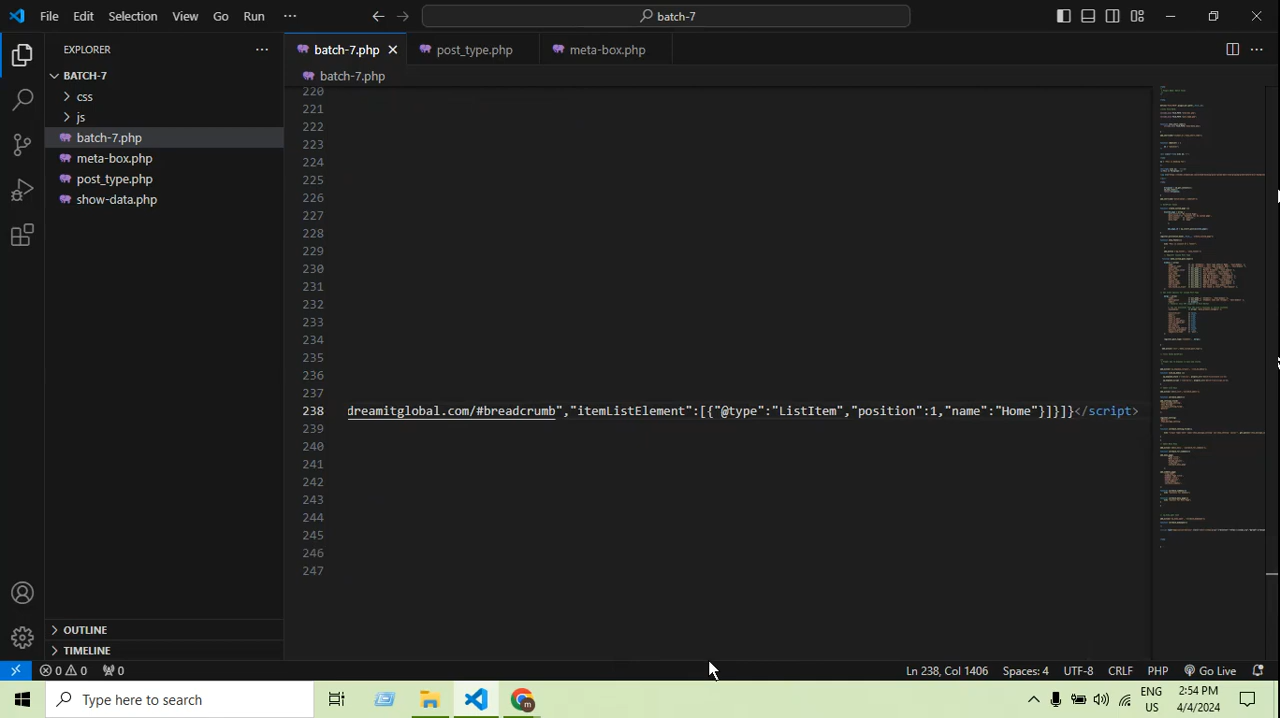 File Edit Selection View Go Run ··· batch-7
EXPLORER ··· batch-7.php post_type.php meta-box.php
BATCH-7 batch-7.php
css
js
batch-7.php
meta-box.php
post_type.php
show-data.php
220
221
222
223
224
225
226
227
228
229
230
231
232
233
234
235
236
237
238 dreamitglobal.com/#breadcrumb","itemListElement":[{"@type":"ListItem","position":1,"name":"Home"}]}]}</script>
239
240
241
242
243
244
245
246
247
OUTLINE
TIMELINE
0 0 0 Ln 238, Col 1406 Spaces: 4 UTF-8 CRLF PHP Go Live
Type here to search ENG US 2:54 PM 4/4/2024